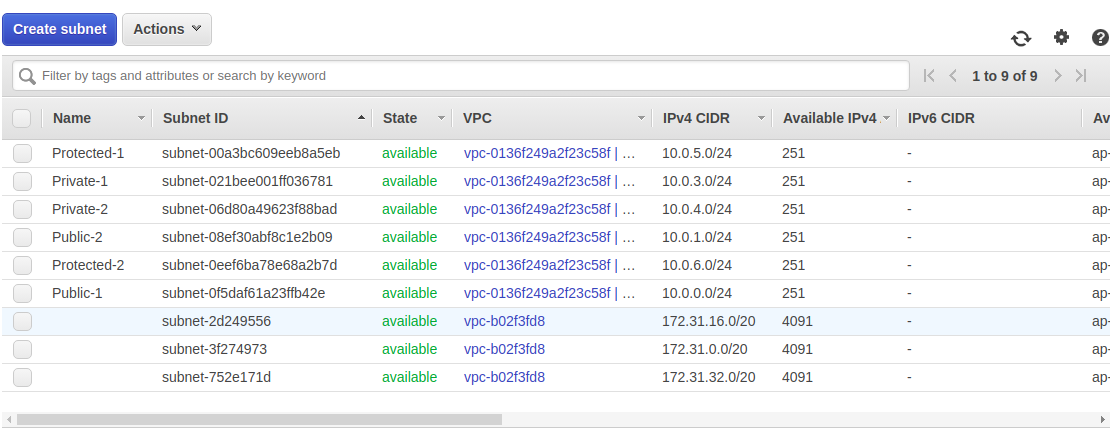 Create subnet Actions
Filter by tags and attributes or search by keyword 1 to 9 of 9
Name Subnet ID State VPC IPv4 CIDR Available IPv4 IPv6 CIDR Av
Protected-1 subnet-00a3bc609eeb8a5eb available vpc-0136f249a2f23c58f | ... 10.0.5.0/24 251 - ap-
Private-1 subnet-021bee001ff036781 available vpc-0136f249a2f23c58f | ... 10.0.3.0/24 251 - ap-
Private-2 subnet-06d80a49623f88bad available vpc-0136f249a2f23c58f | ... 10.0.4.0/24 251 - ap-
Public-2 subnet-08ef30abf8c1e2b09 available vpc-0136f249a2f23c58f | ... 10.0.1.0/24 251 - ap-
Protected-2 subnet-0eef6ba78e68a2b7d available vpc-0136f249a2f23c58f | ... 10.0.6.0/24 251 - ap-
Public-1 subnet-0f5daf61a23ffb42e available vpc-0136f249a2f23c58f | ... 10.0.0.0/24 251 - ap-
subnet-2d249556 available vpc-b02f3fd8 172.31.16.0/20 4091 - ap-
subnet-3f274973 available vpc-b02f3fd8 172.31.0.0/20 4091 - ap-
subnet-752e171d available vpc-b02f3fd8 172.31.32.0/20 4091 - ap-